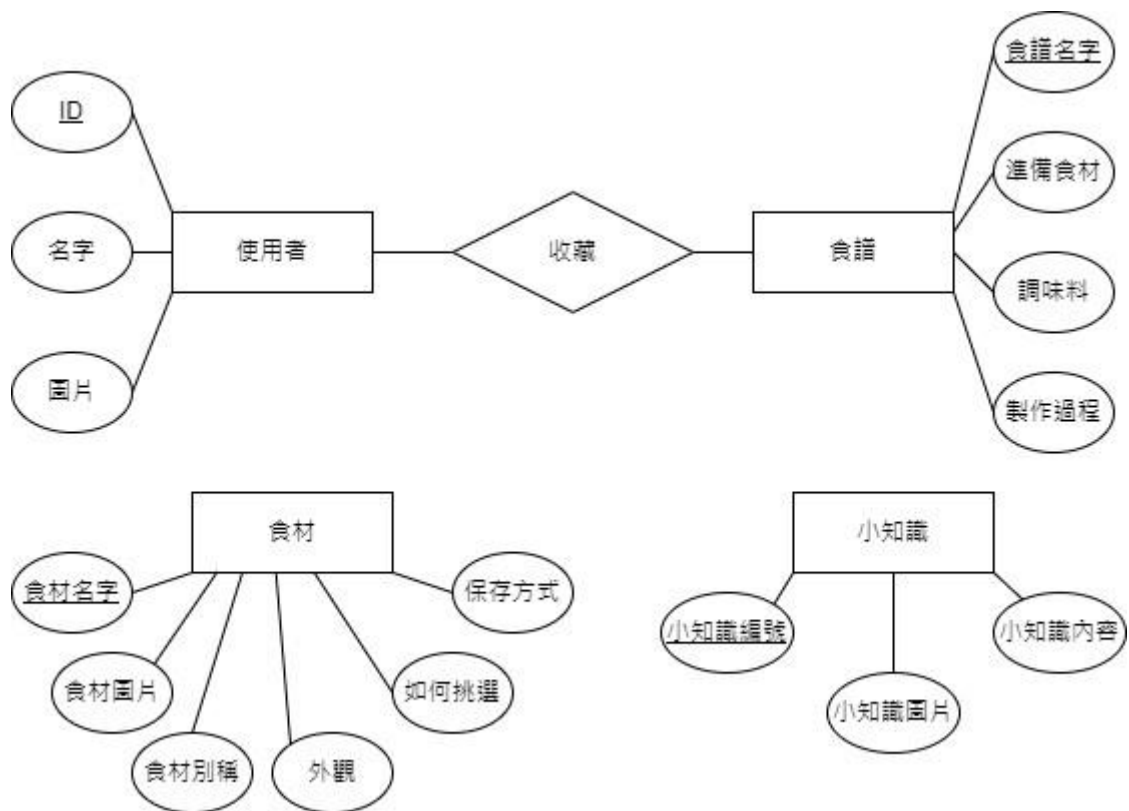 食譜名字
ID
準備食材
名字
使用者
收藏
食譜
調味料
圖片
製作過程
食材
小知識
食材名字
保存方式
小知識編號
小知識內容
食材圖片
如何挑選
小知識圖片
食材別稱
外觀